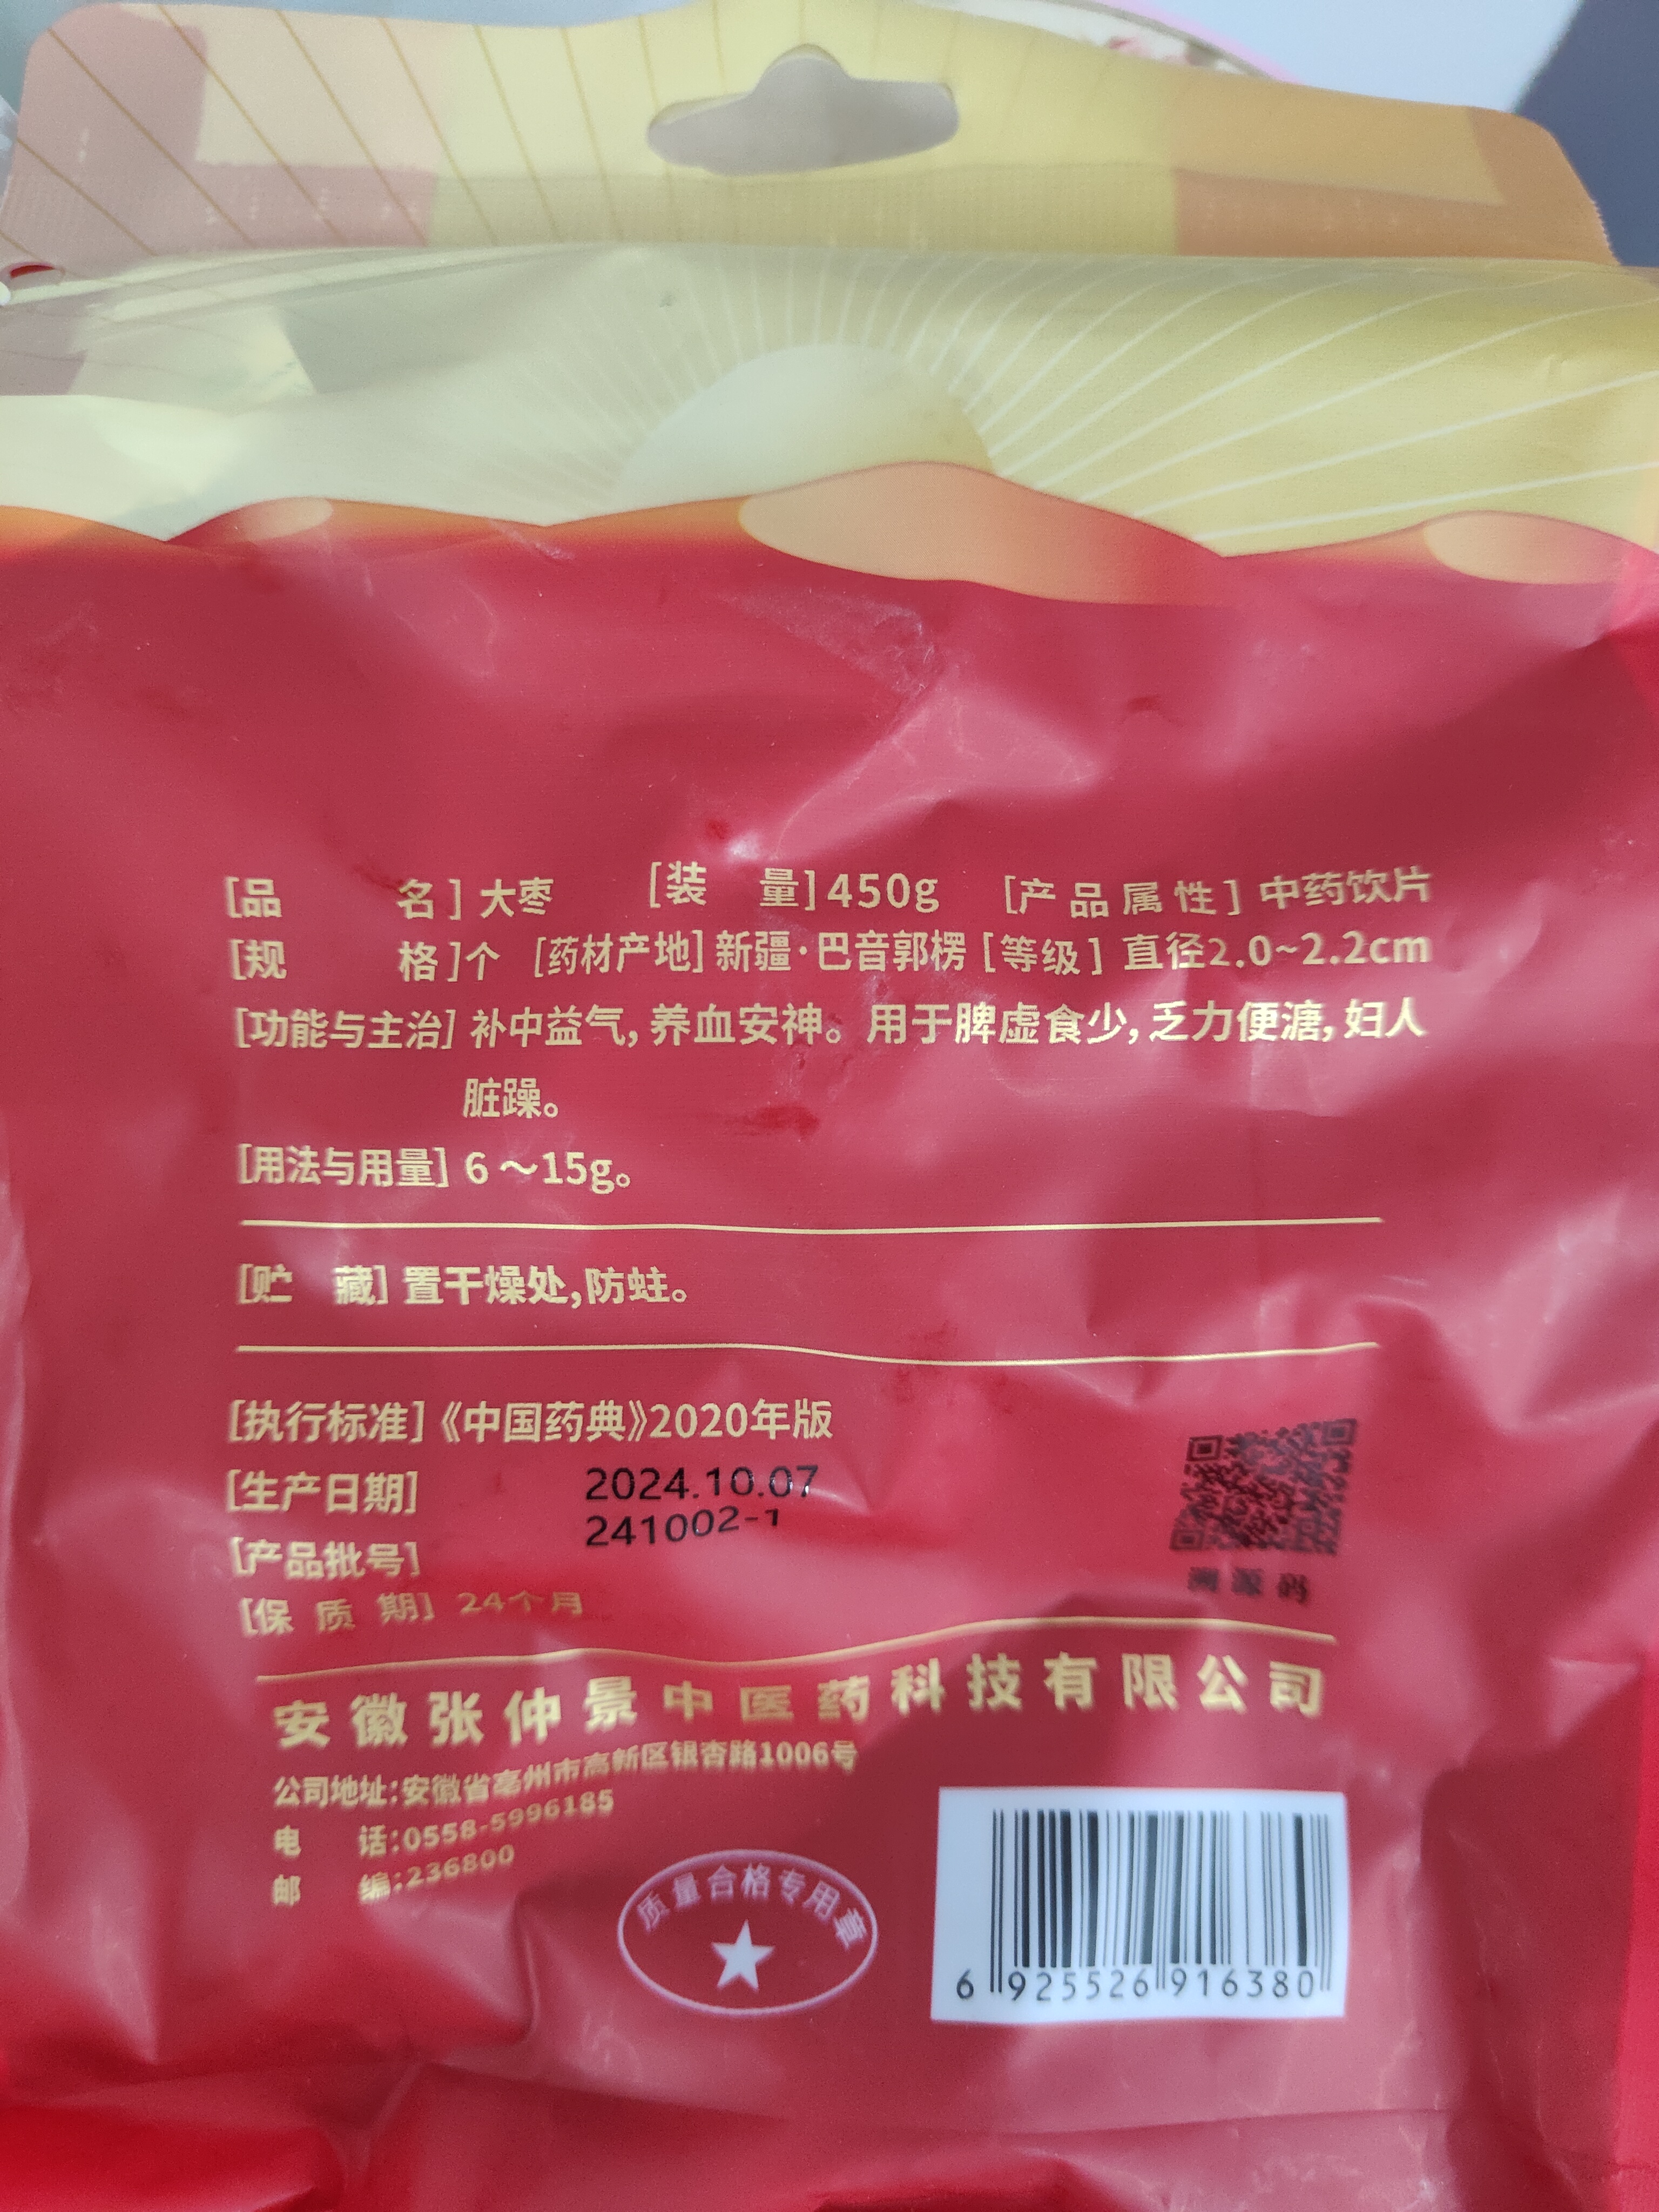 [品名] 大枣 [装量] 450g [产品属性] 中药饮片
[规格] 个 [药材产地] 新疆·巴音郭楞 [等级] 直径2.0~2.2cm
[功能与主治] 补中益气,养血安神。用于脾虚食少,乏力便溏,妇人
脏躁。
[用法与用量] 6～15g。
[贮藏] 置干燥处,防蛀。
[执行标准]《中国药典》2020年版
[生产日期] 2024.10.07
[产品批号] 241002-1
[保质期] 24个月
溯源码
安徽张仲景中医药科技有限公司
公司地址:安徽省亳州市高新区银杏路1006号
电话:0558-5996185
邮编:236800
质量合格专用章
6 925526 916380